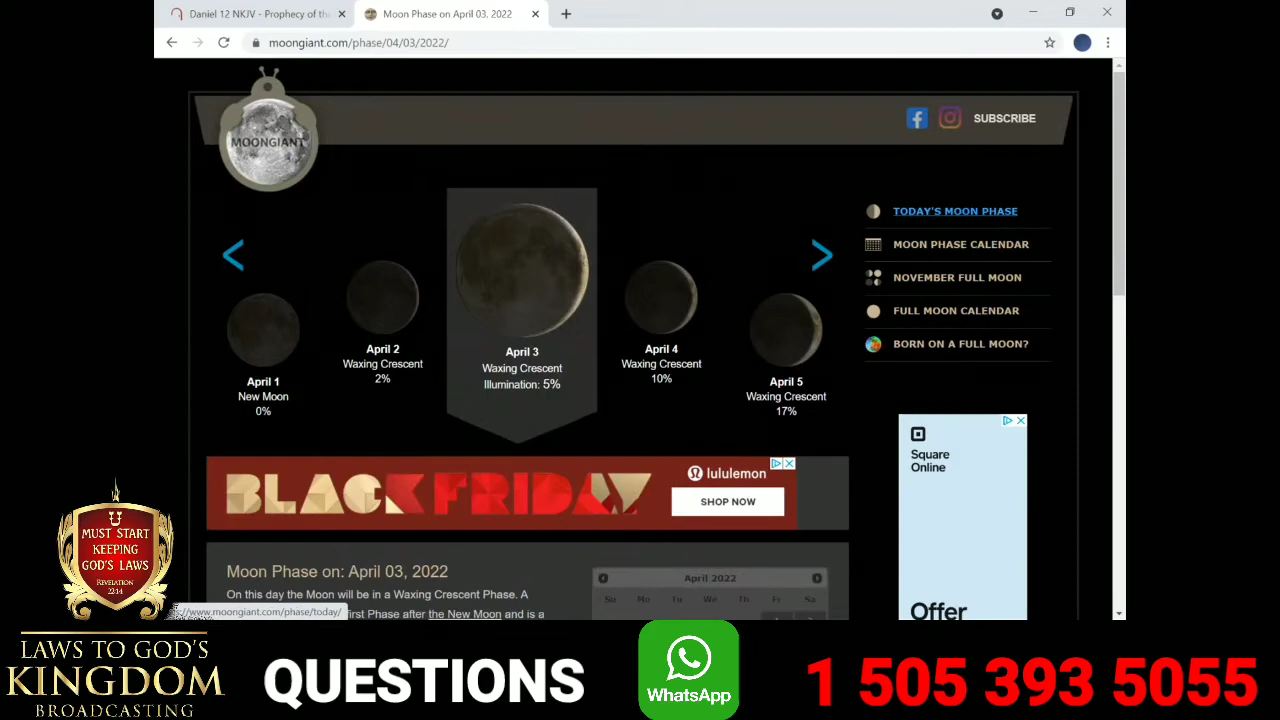 Daniel 12 NKJV - Prophecy of the
Moon Phase on April 03, 2022
moongiant.com/phase/04/03/2022/
MOONGIANT
SUBSCRIBE
TODAY'S MOON PHASE
MOON PHASE CALENDAR
NOVEMBER FULL MOON
FULL MOON CALENDAR
BORN ON A FULL MOON?
April 1
New Moon
0%
April 2
Waxing Crescent
2%
April 3
Waxing Crescent
Illumination: 5%
April 4
Waxing Crescent
10%
April 5
Waxing Crescent
17%
BLACK FRIDAY
lululemon
SHOP NOW
Square
Online
Offer
Moon Phase on: April 03, 2022
On this day the Moon will be in a Waxing Crescent Phase. A
first Phase after the New Moon and is a
April 2022
Su Mo Tu We Th Fr Sa
www.moongiant.com/phase/today/
MUST START
KEEPING
GOD'S LAWS
REVELATION
22:14
LAWS TO GOD'S
KINGDOM
BROADCASTING
QUESTIONS
WhatsApp
1 505 393 5055